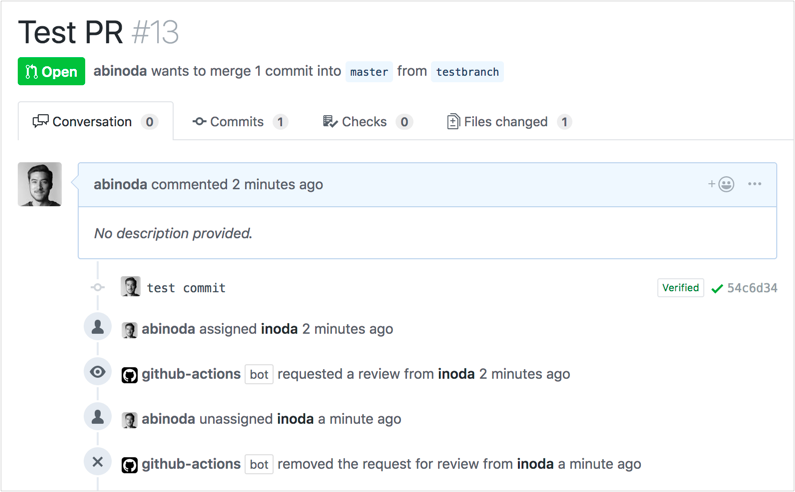 Test PR #13
Open abinoda wants to merge 1 commit into master from testbranch
Conversation 0 Commits 1 Checks 0 Files changed 1
abinoda commented 2 minutes ago
No description provided.
test commit Verified 54c6d34
abinoda assigned inoda 2 minutes ago
github-actions bot requested a review from inoda 2 minutes ago
abinoda unassigned inoda a minute ago
github-actions bot removed the request for review from inoda a minute ago